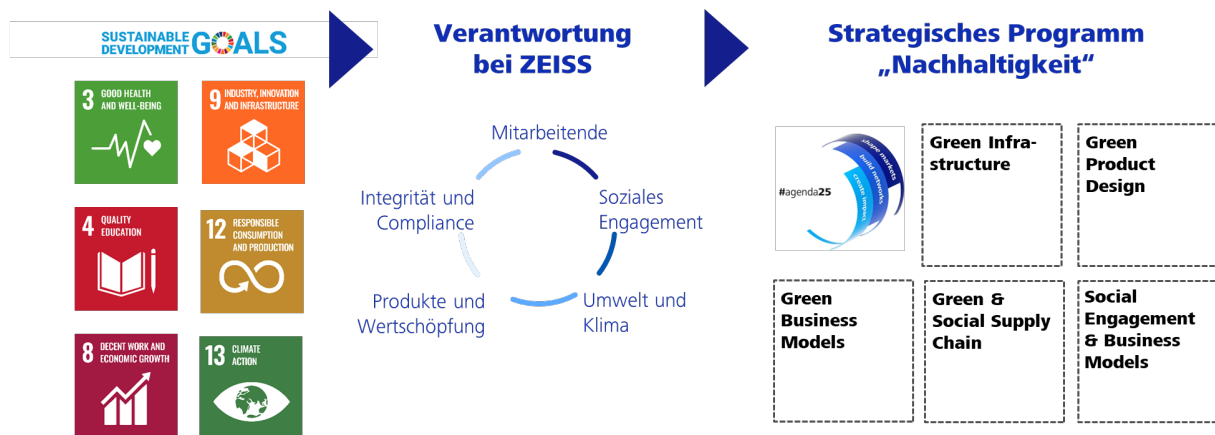 SUSTAINABLE
DEVELOPMENT
GOALS
3 GOOD HEALTH
AND WELL-BEING
9 INDUSTRY, INNOVATION
AND INFRASTRUCTURE
4 QUALITY
EDUCATION
12 RESPONSIBLE
CONSUMPTION
AND PRODUCTION
8 DECENT WORK AND
ECONOMIC GROWTH
13 CLIMATE
ACTION
Verantwortung
bei ZEISS
Mitarbeitende
Integrität und
Compliance
Soziales
Engagement
Produkte und
Wertschöpfung
Umwelt und
Klima
Strategisches Programm
„Nachhaltigkeit“
#agenda25
shape markets
build networks
create impact
Green Infra-
structure
Green
Product
Design
Green
Business
Models
Green &
Social Supply
Chain
Social
Engagement
& Business
Models